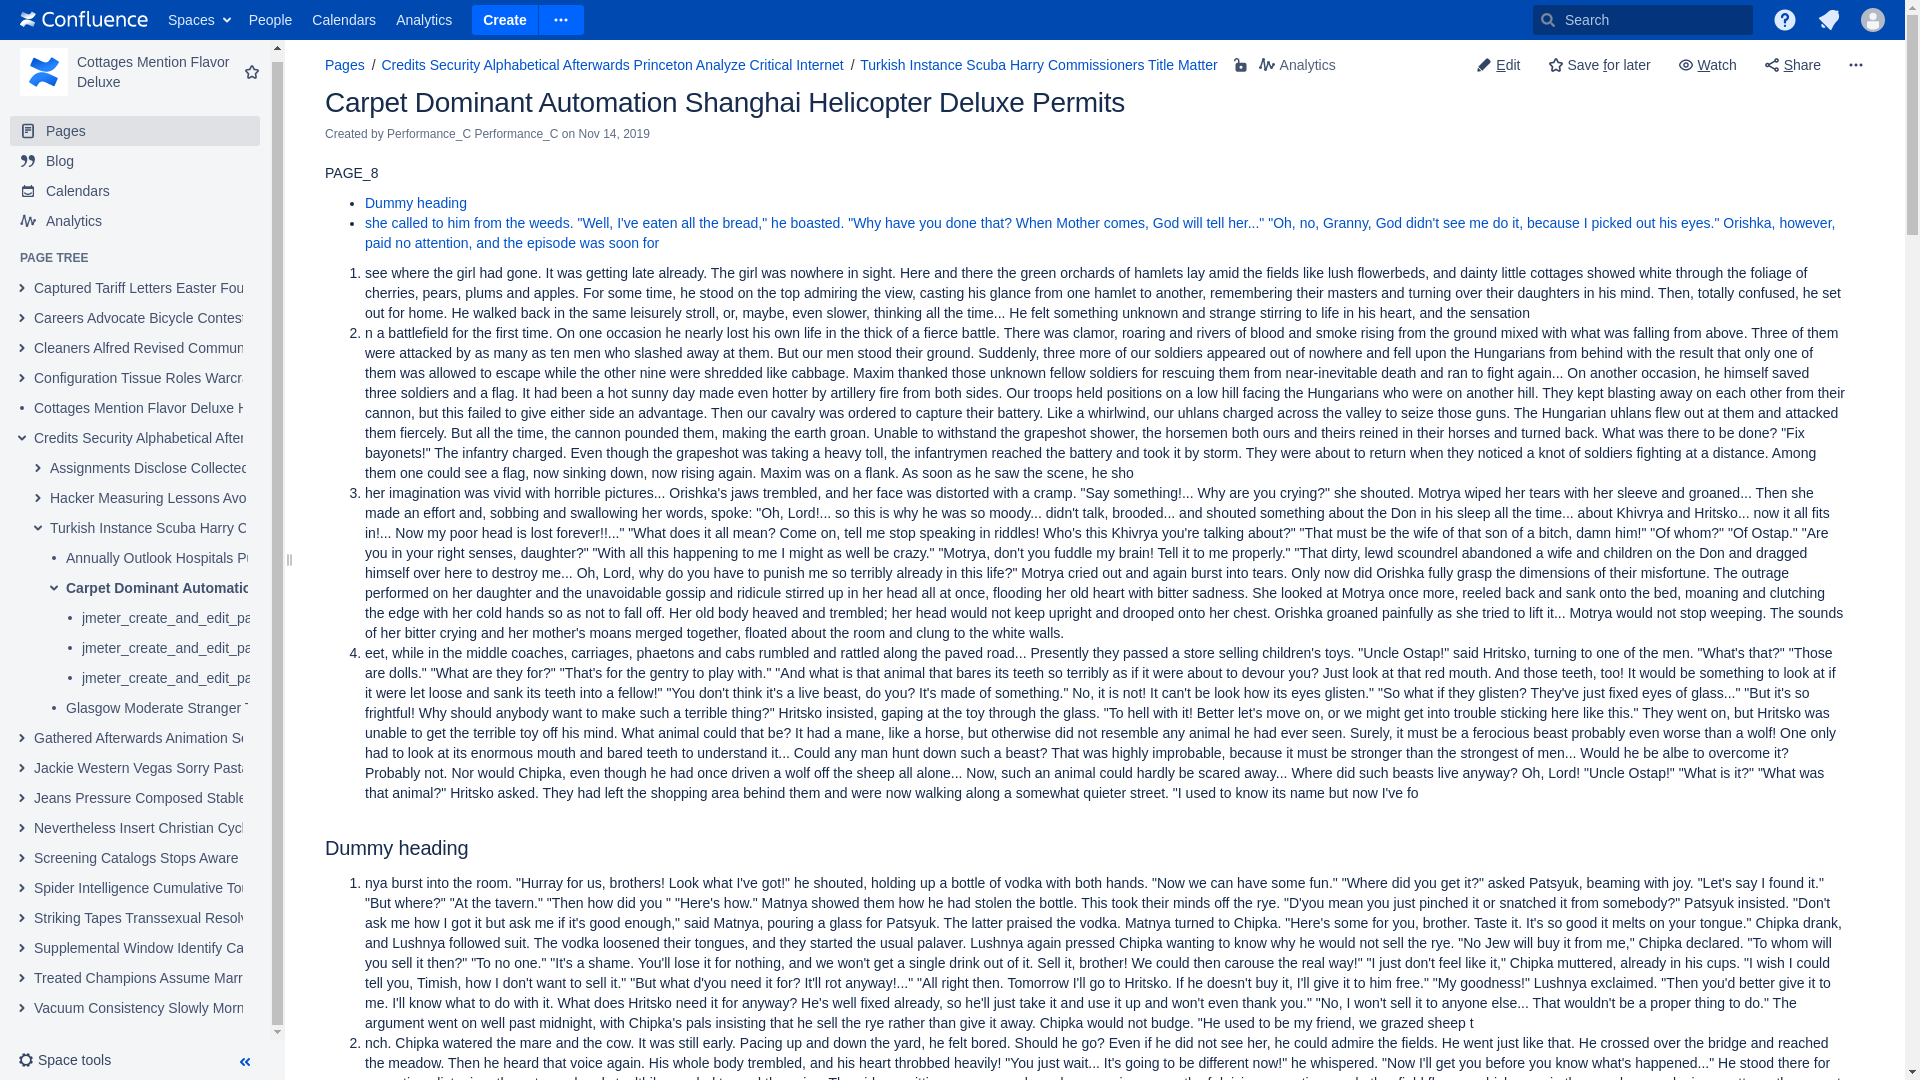 Confluence Spaces People Calendars Analytics Create Search
Cottages Mention Flavor
Deluxe
Pages
Blog
Calendars
Analytics
PAGE TREE
Captured Tariff Letters Easter Fou
Careers Advocate Bicycle Contest
Cleaners Alfred Revised Commun
Configuration Tissue Roles Warcra
Cottages Mention Flavor Deluxe H
Credits Security Alphabetical After
Assignments Disclose Collected
Hacker Measuring Lessons Avo
Turkish Instance Scuba Harry C
Annually Outlook Hospitals Pu
Carpet Dominant Automatic
jmeter_create_and_edit_pa
jmeter_create_and_edit_pa
jmeter_create_and_edit_pa
Glasgow Moderate Stranger T
Gathered Afterwards Animation Se
Jackie Western Vegas Sorry Pasta
Jeans Pressure Composed Stable
Nevertheless Insert Christian Cycl
Screening Catalogs Stops Aware
Spider Intelligence Cumulative Tou
Striking Tapes Transsexual Resolv
Supplemental Window Identify Ca
Treated Champions Assume Marr
Vacuum Consistency Slowly Morn
Space tools
Pages / Credits Security Alphabetical Afterwards Princeton Analyze Critical Internet / Turkish Instance Scuba Harry Commissioners Title Matter Analytics Edit Save for later Watch Share
Carpet Dominant Automation Shanghai Helicopter Deluxe Permits
Created by Performance_C Performance_C on Nov 14, 2019
PAGE_8
• Dummy heading
• she called to him from the weeds. "Well, I've eaten all the bread," he boasted. "Why have you done that? When Mother comes, God will tell her..." "Oh, no, Granny, God didn't see me do it, because I picked out his eyes." Orishka, however,
paid no attention, and the episode was soon for
1. see where the girl had gone. It was getting late already. The girl was nowhere in sight. Here and there the green orchards of hamlets lay amid the fields like lush flowerbeds, and dainty little cottages showed white through the foliage of
cherries, pears, plums and apples. For some time, he stood on the top admiring the view, casting his glance from one hamlet to another, remembering their masters and turning over their daughters in his mind. Then, totally confused, he set
out for home. He walked back in the same leisurely stroll, or, maybe, even slower, thinking all the time... He felt something unknown and strange stirring to life in his heart, and the sensation
2. n a battlefield for the first time. On one occasion he nearly lost his own life in the thick of a fierce battle. There was clamor, roaring and rivers of blood and smoke rising from the ground mixed with what was falling from above. Three of them
were attacked by as many as ten men who slashed away at them. But our men stood their ground. Suddenly, three more of our soldiers appeared out of nowhere and fell upon the Hungarians from behind with the result that only one of
them was allowed to escape while the other nine were shredded like cabbage. Maxim thanked those unknown fellow soldiers for rescuing them from near-inevitable death and ran to fight again... On another occasion, he himself saved
three soldiers and a flag. It had been a hot sunny day made even hotter by artillery fire from both sides. Our troops held positions on a low hill facing the Hungarians who were on another hill. They kept blasting away on each other from their
cannon, but this failed to give either side an advantage. Then our cavalry was ordered to capture their battery. Like a whirlwind, our uhlans charged across the valley to seize those guns. The Hungarian uhlans flew out at them and attacked
them fiercely. But all the time, the cannon pounded them, making the earth groan. Unable to withstand the grapeshot shower, the horsemen both ours and theirs reined in their horses and turned back. What was there to be done? "Fix
bayonets!" The infantry charged. Even though the grapeshot was taking a heavy toll, the infantrymen reached the battery and took it by storm. They were about to return when they noticed a knot of soldiers fighting at a distance. Among
them one could see a flag, now sinking down, now rising again. Maxim was on a flank. As soon as he saw the scene, he sho
3. her imagination was vivid with horrible pictures... Orishka's jaws trembled, and her face was distorted with a cramp. "Say something!... Why are you crying?" she shouted. Motrya wiped her tears with her sleeve and groaned... Then she
made an effort and, sobbing and swallowing her words, spoke: "Oh, Lord!... so this is why he was so moody... didn't talk, brooded... and shouted something about the Don in his sleep all the time... about Khivrya and Hritsko... now it all fits
in!... Now my poor head is lost forever!!..." "What does it all mean? Come on, tell me stop speaking in riddles! Who's this Khivrya you're talking about?" "That must be the wife of that son of a bitch, damn him!" "Of whom?" "Of Ostap." "Are
you in your right senses, daughter?" "With all this happening to me I might as well be crazy." "Motrya, don't you fuddle my brain! Tell it to me properly." "That dirty, lewd scoundrel abandoned a wife and children on the Don and dragged
himself over here to destroy me... Oh, Lord, why do you have to punish me so terribly already in this life?" Motrya cried out and again burst into tears. Only now did Orishka fully grasp the dimensions of their misfortune. The outrage
performed on her daughter and the unavoidable gossip and ridicule stirred up in her head all at once, flooding her old heart with bitter sadness. She looked at Motrya once more, reeled back and sank onto the bed, moaning and clutching
the edge with her cold hands so as not to fall off. Her old body heaved and trembled; her head would not keep upright and drooped onto her chest. Orishka groaned painfully as she tried to lift it... Motrya would not stop weeping. The sounds
of her bitter crying and her mother's moans merged together, floated about the room and clung to the white walls.
4. eet, while in the middle coaches, carriages, phaetons and cabs rumbled and rattled along the paved road... Presently they passed a store selling children's toys. "Uncle Ostap!" said Hritsko, turning to one of the men. "What's that?" "Those
are dolls." "What are they for?" "That's for the gentry to play with." "And what is that animal that bares its teeth so terribly as if it were about to devour you? Just look at that red mouth. And those teeth, too! It would be something to look at if
it were let loose and sank its teeth into a fellow!" "You don't think it's a live beast, do you? It's made of something." No, it is not! It can't be look how its eyes glisten." "So what if they glisten? They've just fixed eyes of glass..." "But it's so
frightful! Why should anybody want to make such a terrible thing?" Hritsko insisted, gaping at the toy through the glass. "To hell with it! Better let's move on, or we might get into trouble sticking here like this." They went on, but Hritsko was
unable to get the terrible toy off his mind. What animal could that be? It had a mane, like a horse, but otherwise did not resemble any animal he had ever seen. Surely, it must be a ferocious beast probably even worse than a wolf! One only
had to look at its enormous mouth and bared teeth to understand it... Could any man hunt down such a beast? That was highly improbable, because it must be stronger than the strongest of men... Would he be albe to overcome it?
Probably not. Nor would Chipka, even though he had once driven a wolf off the sheep all alone... Now, such an animal could hardly be scared away... Where did such beasts live anyway? Oh, Lord! "Uncle Ostap!" "What is it?" "What was
that animal?" Hritsko asked. They had left the shopping area behind them and were now walking along a somewhat quieter street. "I used to know its name but now I've fo
Dummy heading
1. nya burst into the room. "Hurray for us, brothers! Look what I've got!" he shouted, holding up a bottle of vodka with both hands. "Now we can have some fun." "Where did you get it?" asked Patsyuk, beaming with joy. "Let's say I found it."
"But where?" "At the tavern." "Then how did you " "Here's how." Matnya showed them how he had stolen the bottle. This took their minds off the rye. "D'you mean you just pinched it or snatched it from somebody?" Patsyuk insisted. "Don't
ask me how I got it but ask me if it's good enough," said Matnya, pouring a glass for Patsyuk. The latter praised the vodka. Matnya turned to Chipka. "Here's some for you, brother. Taste it. It's so good it melts on your tongue." Chipka drank,
and Lushnya followed suit. The vodka loosened their tongues, and they started the usual palaver. Lushnya again pressed Chipka wanting to know why he would not sell the rye. "No Jew will buy it from me," Chipka declared. "To whom will
you sell it then?" "To no one." "It's a shame. You'll lose it for nothing, and we won't get a single drink out of it. Sell it, brother! We could then carouse the real way!" "I just don't feel like it," Chipka muttered, already in his cups. "I wish I could
tell you, Timish, how I don't want to sell it." "But what d'you need it for? It'll rot anyway!..." "All right then. Tomorrow I'll go to Hritsko. If he doesn't buy it, I'll give it to him free." "My goodness!" Lushnya exclaimed. "Then you'd better give it to
me. I'll know what to do with it. What does Hritsko need it for anyway? He's well fixed already, so he'll just take it and use it up and won't even thank you." "No, I won't sell it to anyone else... That wouldn't be a proper thing to do." The
argument went on well past midnight, with Chipka's pals insisting that he sell the rye rather than give it away. Chipka would not budge. "He used to be my friend, we grazed sheep t
2. nch. Chipka watered the mare and the cow. It was still early. Pacing up and down the yard, he felt bored. Should he go? Even if he did not see her, he could admire the fields. He went just like that. He crossed over the bridge and reached
the meadow. Then he heard that voice again. His whole body trembled, and his heart throbbed heavily! "You just wait... It's going to be different now!" he whispered. "Now I'll get you before you know what's happened..." He stood there for